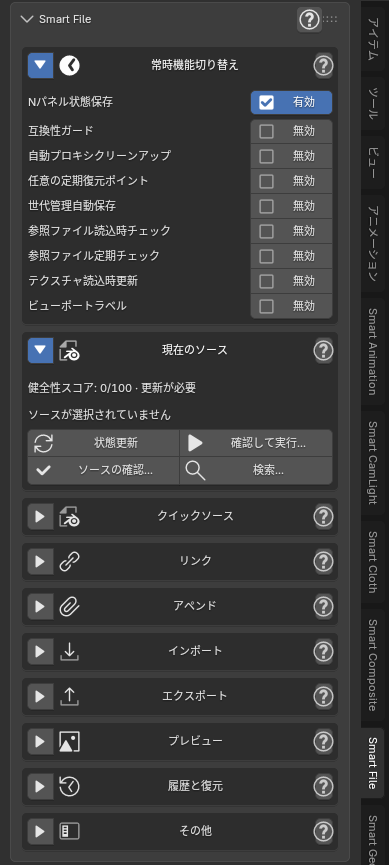 Smart File
常時機能切り替え
Nパネル状態保存 有効
互換性ガード 無効
自動プロキシクリーンアップ 無効
任意の定期復元ポイント 無効
世代管理自動保存 無効
参照ファイル読込時チェック 無効
参照ファイル定期チェック 無効
テクスチャ読込時更新 無効
ビューポートラベル 無効
現在のソース
健全性スコア: 0/100 · 更新が必要
ソースが選択されていません
状態更新 確認して実行...
ソースの確認... 検索...
クイックソース
リンク
アペンド
インポート
エクスポート
プレビュー
履歴と復元
その他
アイテム
ツール
ビュー
アニメーション
Smart Animation
Smart CamLight
Smart Cloth
Smart Composite
Smart File
Smart Ge